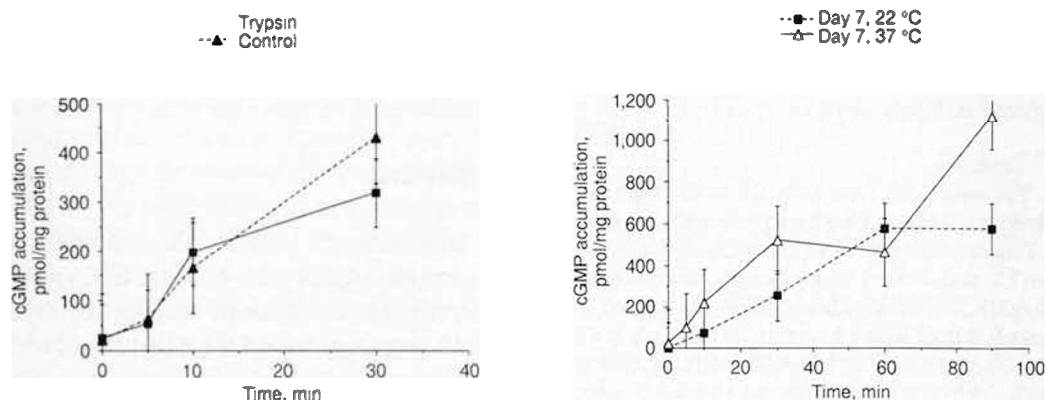 Trypsin
Control
500
400
300
200
100
0
0
10
20
30
40
cGMP accumulation,
pmol/mg protein
Time, min
Day 7, 22 °C
Day 7, 37 °C
1,200
1,000
800
600
400
200
0
0
20
40
60
80
100
cGMP accumulation,
pmol/mg protein
Time, min